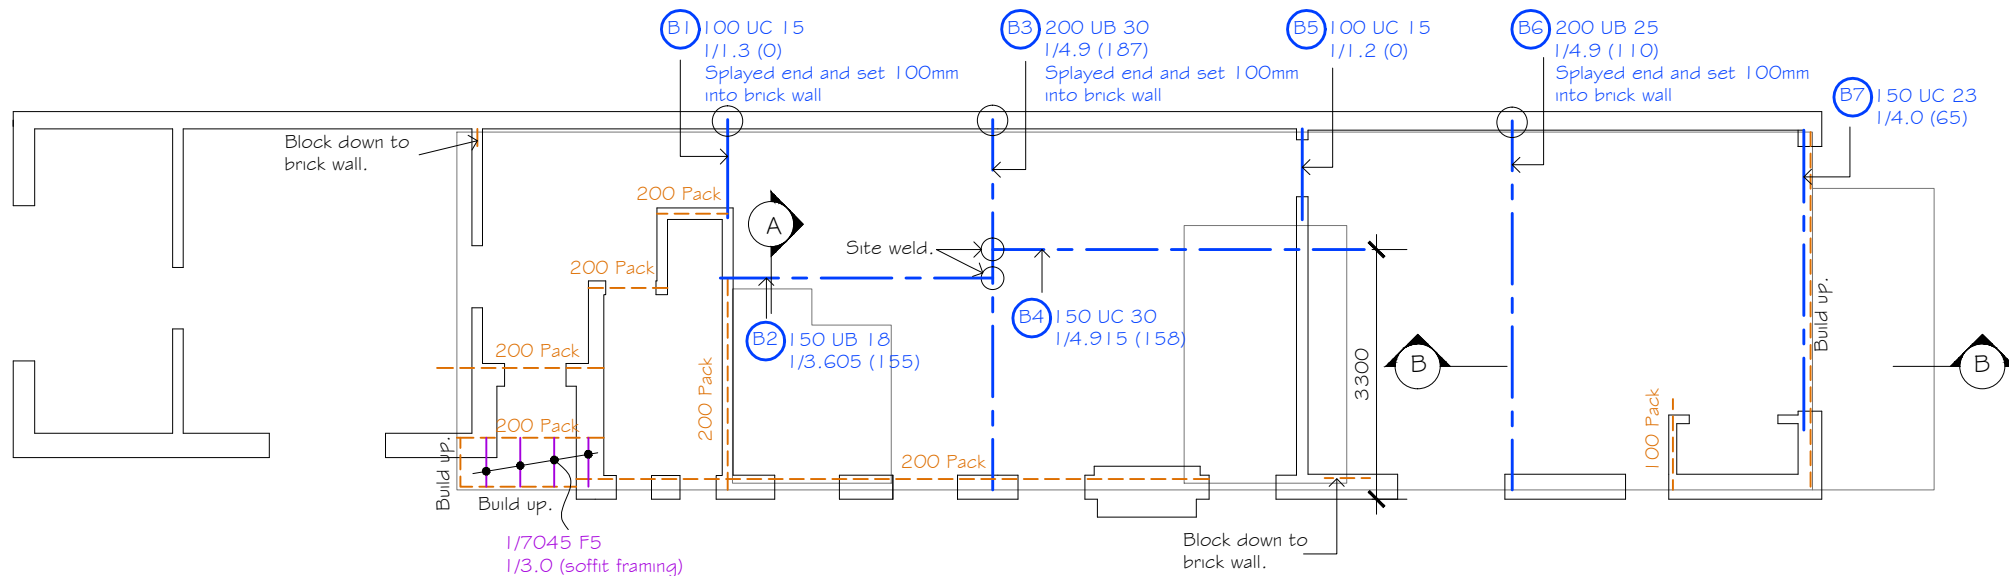 B1 100 UC 15
1/1.3 (0)
Splayed end and set 100mm
into brick wall
B3 200 UB 30
1/4.9 (187)
Splayed end and set 100mm
into brick wall
B5 100 UC 15
1/1.2 (0)
B6 200 UB 25
1/4.9 (110)
Splayed end and set 100mm
into brick wall
B7 150 UC 23
1/4.0 (65)
Block down to
brick wall.
200 Pack
A
Site weld.
200 Pack
B4 150 UC 30
1/4.915 (158)
B2 150 UB 18
1/3.605 (155)
Build up.
200 Pack
B
B
3300
200 Pack
200 Pack
100 Pack
200 Pack
Build up.
Build up.
1/7045 F5
1/3.0 (soffit framing)
Block down to
brick wall.